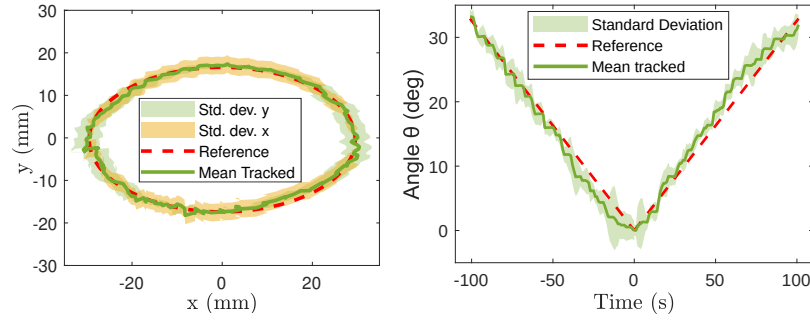 30
20
10
0
-10
-20
-30
y (mm)
Std. dev. y
Std. dev. x
Reference
Mean Tracked
-20
0
20
x (mm)
30
20
10
0
Angle θ (deg)
Standard Deviation
Reference
Mean tracked
-100
-50
0
50
100
Time (s)